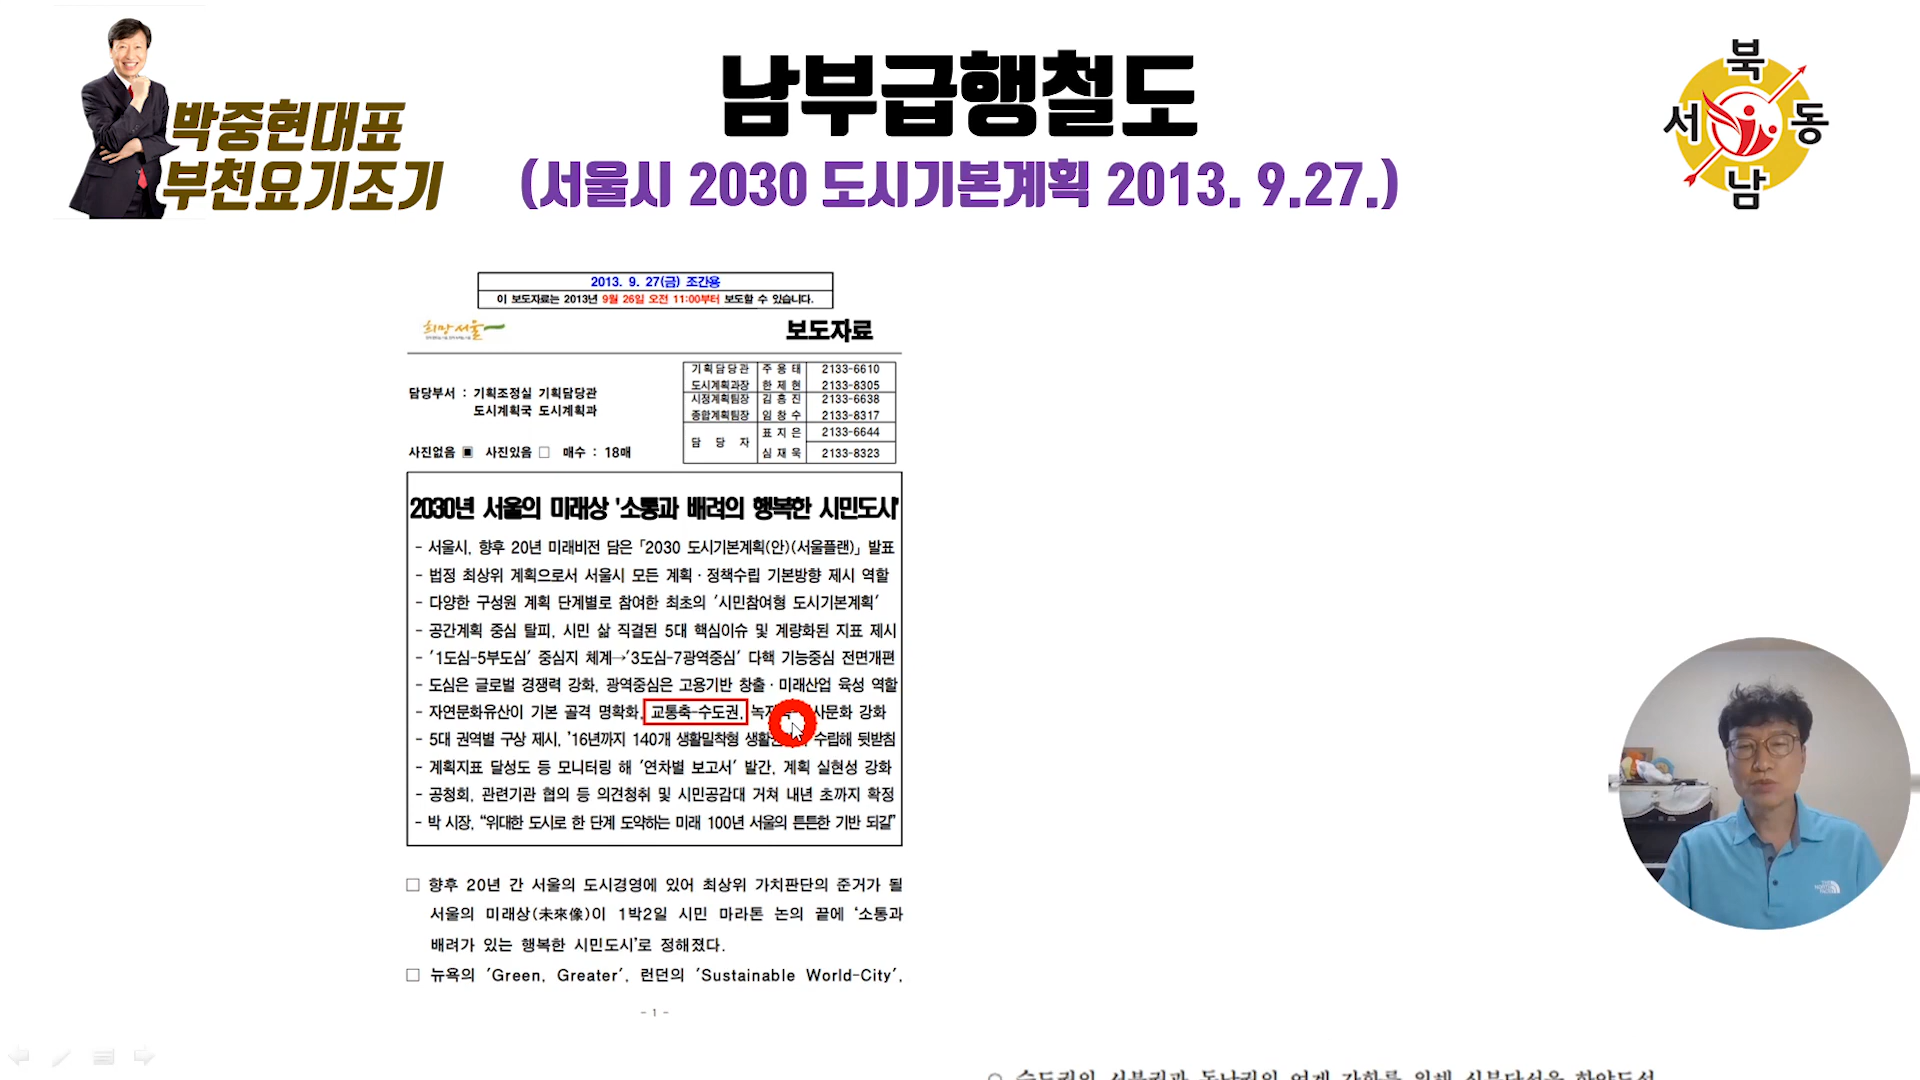 박중현대표
부천요기조기
남부급행철도
(서울시 2030 도시기본계획 2013. 9.27.)
북
서
동
남
2013. 9. 27(금) 조간용
이 보도자료는 2013년 9월 26일 오전 11:00부터 보도할 수 있습니다.
희망서울
보도자료
담당부서 : 기획조정실 기획담당관
도시계획국 도시계획과
사진없음 ▣ 사진있음 □ 매수 : 18매
기획담당관 주용태 2133-6610
도시계획과장 한제현 2133-8305
시정계획팀장 김홍진 2133-6638
종합계획팀장 임창수 2133-8317
담 당 자 표지은 2133-6644
심재욱 2133-8323
2030년 서울의 미래상 '소통과 배려의 행복한 시민도시'
- 서울시, 향후 20년 미래비전 담은 「2030 도시기본계획(안)(서울플랜)」 발표
- 법정 최상위 계획으로서 서울시 모든 계획·정책수립 기본방향 제시 역할
- 다양한 구성원 계획 단계별로 참여한 최초의 '시민참여형 도시기본계획'
- 공간계획 중심 탈피, 시민 삶 직결된 5대 핵심이슈 및 계량화된 지표 제시
- '1도심-5부도심' 중심지 체계→'3도심-7광역중심' 다핵 기능중심 전면개편
- 도심은 글로벌 경쟁력 강화, 광역중심은 고용기반 창출·미래산업 육성 역할
- 자연문화유산이 기본 골격 명확화, 교통축-수도권, 사문화 강화
- 5대 권역별 구상 제시, '16년까지 140개 생활밀착형 수립해 뒷받침
- 계획지표 달성도 등 모니터링 해 '연차별 보고서' 발간, 계획 실현성 강화
- 공청회, 관련기관 협의 등 의견청취 및 시민공감대 거쳐 내년 초까지 확정
- 박 시장, "위대한 도시로 한 단계 도약하는 미래 100년 서울의 튼튼한 기반 되길"
□ 향후 20년 간 서울의 도시경영에 있어 최상위 가치판단의 준거가 될
서울의 미래상(未來像)이 1박2일 시민 마라톤 논의 끝에 '소통과
배려가 있는 행복한 시민도시'로 정해졌다.
□ 뉴욕의 'Green, Greater', 런던의 'Sustainable World-City',
- 1 -
THE NORTH FACE